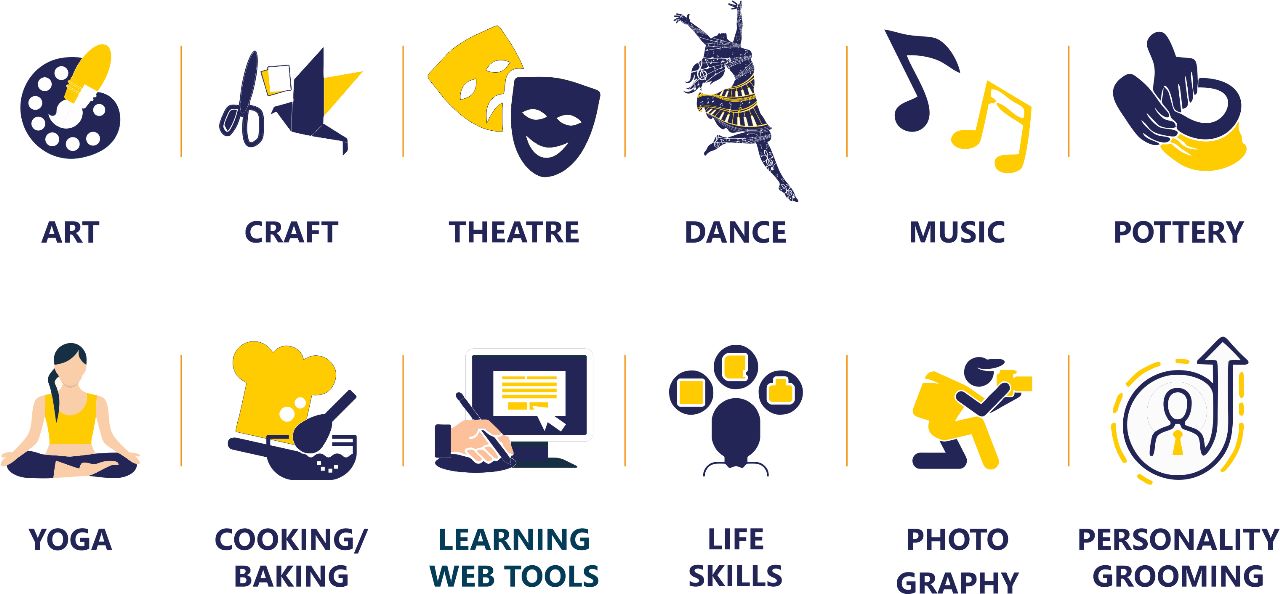 ART
CRAFT
THEATRE
DANCE
MUSIC
POTTERY
YOGA
COOKING/
BAKING
LEARNING
WEB TOOLS
LIFE
SKILLS
PHOTO
GRAPHY
PERSONALITY
GROOMING